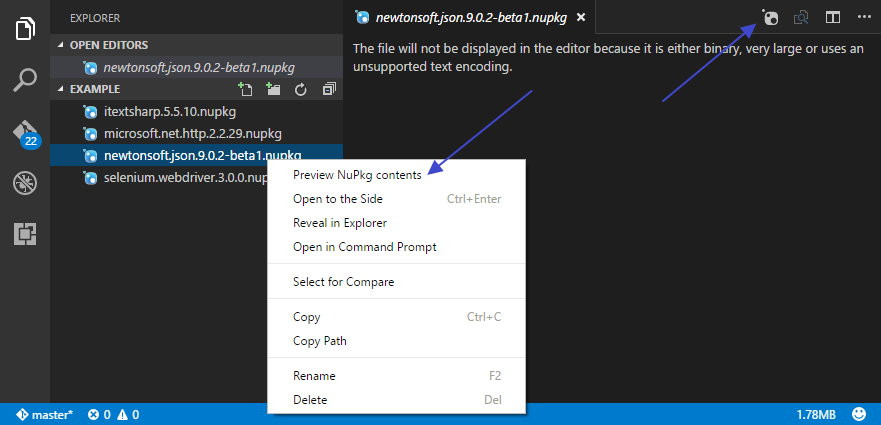 EXPLORER
OPEN EDITORS
newtonsoft.json.9.0.2-beta1.nupkg
EXAMPLE
itextsharp.5.5.10.nupkg
microsoft.net.http.2.2.29.nupkg
newtonsoft.json.9.0.2-beta1.nupkg
selenium.webdriver.3.0.0.nup
22
newtonsoft.json.9.0.2-beta1.nupkg
The file will not be displayed in the editor because it is either binary, very large or uses an
unsupported text encoding.
Preview NuPkg contents
Open to the Side Ctrl+Enter
Reveal in Explorer
Open in Command Prompt
Select for Compare
Copy Ctrl+C
Copy Path
Rename F2
Delete Del
master* 0 0 1.78MB